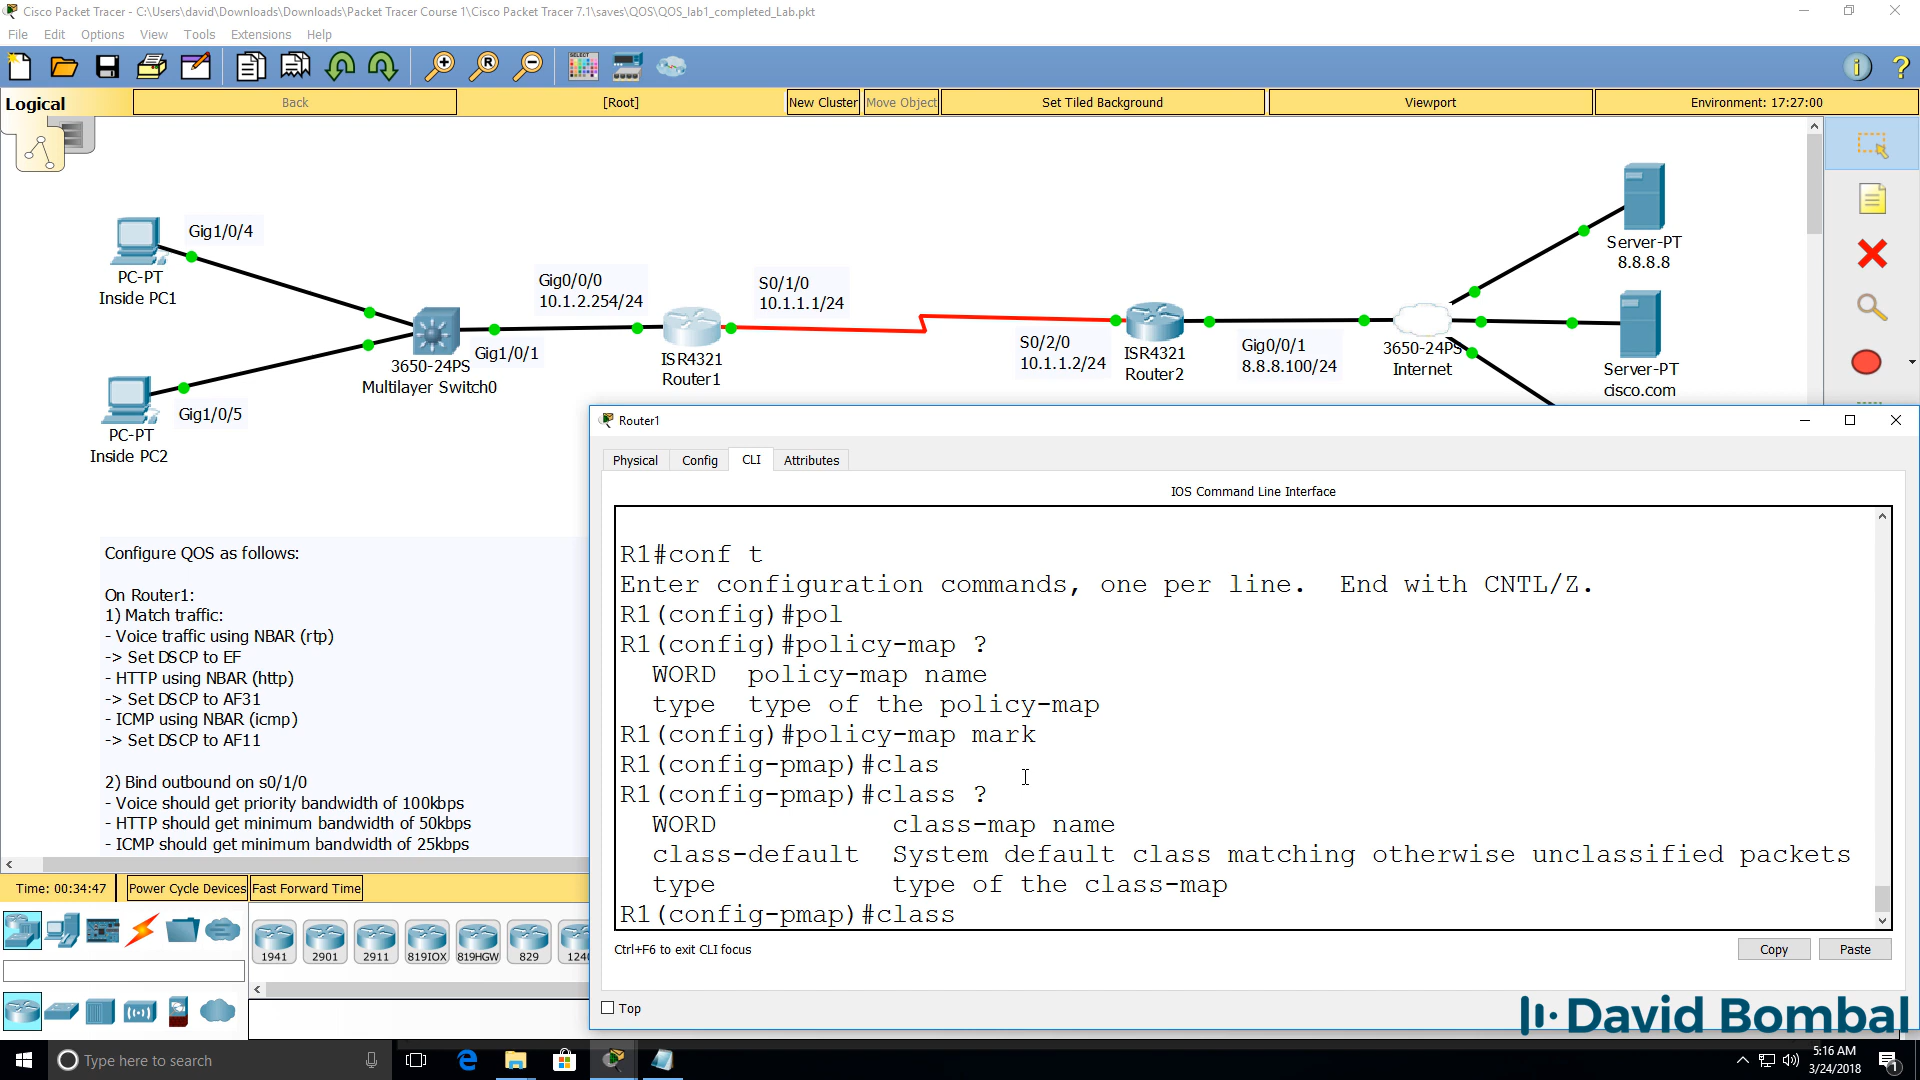 Cisco Packet Tracer - C:\Users\david\Downloads\Downloads\Packet Tracer Course 1\Cisco Packet Tracer 7.1\saves\QOS\QOS_lab1_completed_Lab.pkt
File Edit Options View Tools Extensions Help
Logical
Back
[Root]
New Cluster
Move Object
Set Tiled Background
Viewport
Environment: 17:27:00
Gig1/0/4
PC-PT
Inside PC1
Gig0/0/0
10.1.2.254/24
S0/1/0
10.1.1.1/24
3650-24PS
Multilayer Switch0
Gig1/0/1
ISR4321
Router1
S0/2/0
10.1.1.2/24
ISR4321
Router2
Gig0/0/1
8.8.8.100/24
3650-24PS
Internet
Server-PT
8.8.8.8
Server-PT
cisco.com
Gig1/0/5
PC-PT
Inside PC2
Configure QOS as follows:
On Router1:
1) Match traffic:
- Voice traffic using NBAR (rtp)
-> Set DSCP to EF
- HTTP using NBAR (http)
-> Set DSCP to AF31
- ICMP using NBAR (icmp)
-> Set DSCP to AF11
2) Bind outbound on s0/1/0
- Voice should get priority bandwidth of 100kbps
- HTTP should get minimum bandwidth of 50kbps
- ICMP should get minimum bandwidth of 25kbps
Router1
Physical
Config
CLI
Attributes
IOS Command Line Interface
R1#conf t
Enter configuration commands, one per line.  End with CNTL/Z.
R1(config)#pol
R1(config)#policy-map ?
WORD  policy-map name
type  type of the policy-map
R1(config)#policy-map mark
R1(config-pmap)#clas
R1(config-pmap)#class ?
WORD           class-map name
class-default  System default class matching otherwise unclassified packets
type           type of the class-map
R1(config-pmap)#class
Ctrl+F6 to exit CLI focus
Copy
Paste
Top
Time: 00:34:47
Power Cycle Devices
Fast Forward Time
SELECT
1941
2901
2911
819IOX
819HGW
829
1240
David Bombal
Type here to search
5:16 AM
3/24/2018
1